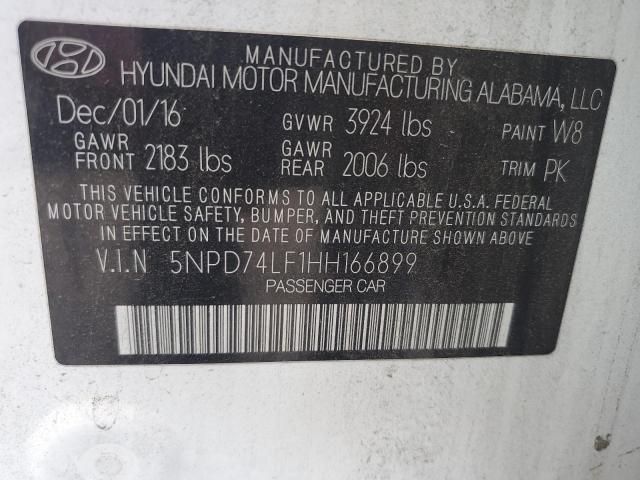 MANUFACTURED BY
HYUNDAI MOTOR MANUFACTURING ALABAMA, LLC
Dec/01/16 GVWR 3924 lbs PAINT W8
GAWR FRONT 2183 lbs GAWR REAR 2006 lbs TRIM PK
THIS VEHICLE CONFORMS TO ALL APPLICABLE U.S.A. FEDERAL
MOTOR VEHICLE SAFETY, BUMPER, AND THEFT PREVENTION STANDARDS
IN EFFECT ON THE DATE OF MANUFACTURE SHOWN ABOVE.
V.I.N 5NPD74LF1HH166899
PASSENGER CAR